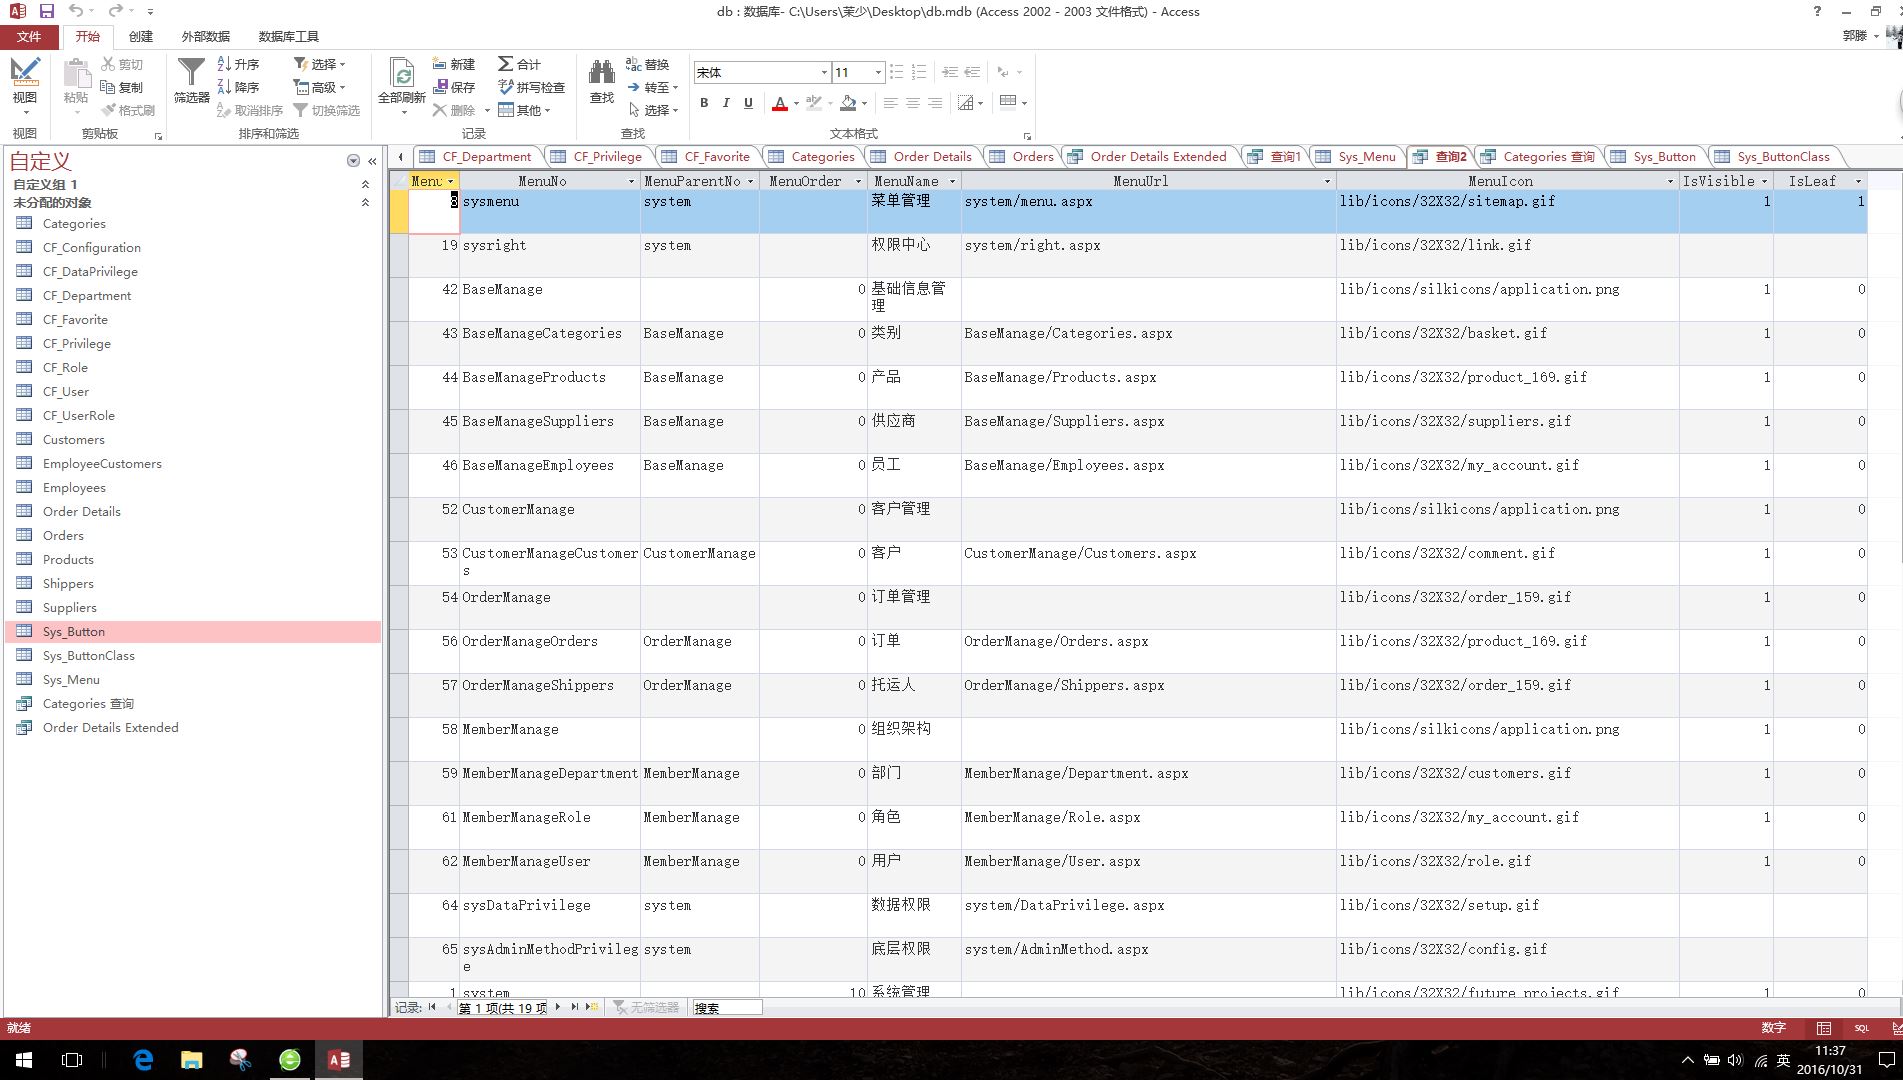 db : 数据库- C:\Users\茉少\Desktop\db.mdb (Access 2002 - 2003 文件格式) - Access
?
文件 开始 创建 外部数据 数据库工具 郭滕
视图 粘贴 剪切 复制 格式刷 筛选器 升序 降序 取消排序 选择 高级 切换筛选 全部刷新 新建 保存 删除 合计 拼写检查 其他 查找 替换 转至 选择 宋体 11 B I U A
视图 剪贴板 排序和筛选 记录 查找 文本格式
CF_Department CF_Privilege CF_Favorite Categories Order Details Orders Order Details Extended 查询1 Sys_Menu 查询2 Categories 查询 Sys_Button Sys_ButtonClass
自定义
自定义组 1
未分配的对象
Categories
CF_Configuration
CF_DataPrivilege
CF_Department
CF_Favorite
CF_Privilege
CF_Role
CF_User
CF_UserRole
Customers
EmployeeCustomers
Employees
Order Details
Orders
Products
Shippers
Suppliers
Sys_Button
Sys_ButtonClass
Sys_Menu
Categories 查询
Order Details Extended
Menu MenuNo MenuParentNo MenuOrder MenuName MenuUrl MenuIcon IsVisible IsLeaf
8 sysmenu system 菜单管理 system/menu.aspx lib/icons/32X32/sitemap.gif 1 1
19 sysright system 权限中心 system/right.aspx lib/icons/32X32/link.gif
42 BaseManage 0 基础信息管 lib/icons/silkicons/application.png 1 0
理
43 BaseManageCategories BaseManage 0 类别 BaseManage/Categories.aspx lib/icons/32X32/basket.gif 1 0
44 BaseManageProducts BaseManage 0 产品 BaseManage/Products.aspx lib/icons/32X32/product_169.gif 1 0
45 BaseManageSuppliers BaseManage 0 供应商 BaseManage/Suppliers.aspx lib/icons/32X32/suppliers.gif 1 0
46 BaseManageEmployees BaseManage 0 员工 BaseManage/Employees.aspx lib/icons/32X32/my_account.gif 1 0
52 CustomerManage 0 客户管理 lib/icons/silkicons/application.png 1 0
53 CustomerManageCustomer CustomerManage 0 客户 CustomerManage/Customers.aspx lib/icons/32X32/comment.gif 1 0
s
54 OrderManage 0 订单管理 lib/icons/32X32/order_159.gif 1 0
56 OrderManageOrders OrderManage 0 订单 OrderManage/Orders.aspx lib/icons/32X32/product_169.gif 1 0
57 OrderManageShippers OrderManage 0 托运人 OrderManage/Shippers.aspx lib/icons/32X32/order_159.gif 1 0
58 MemberManage 0 组织架构 lib/icons/silkicons/application.png 1 0
59 MemberManageDepartment MemberManage 0 部门 MemberManage/Department.aspx lib/icons/32X32/customers.gif 1 0
61 MemberManageRole MemberManage 0 角色 MemberManage/Role.aspx lib/icons/32X32/my_account.gif 1 0
62 MemberManageUser MemberManage 0 用户 MemberManage/User.aspx lib/icons/32X32/role.gif 1 0
64 sysDataPrivilege system 数据权限 system/DataPrivilege.aspx lib/icons/32X32/setup.gif
65 sysAdminMethodPrivileg system 底层权限 system/AdminMethod.aspx lib/icons/32X32/config.gif
e
1 system 10 系统管理 lib/icons/32X32/future_projects.gif 1 0
记录: 第 1 项(共 19 项 无筛选器 搜索
就绪 数字 SQL
英 11:37
2016/10/31